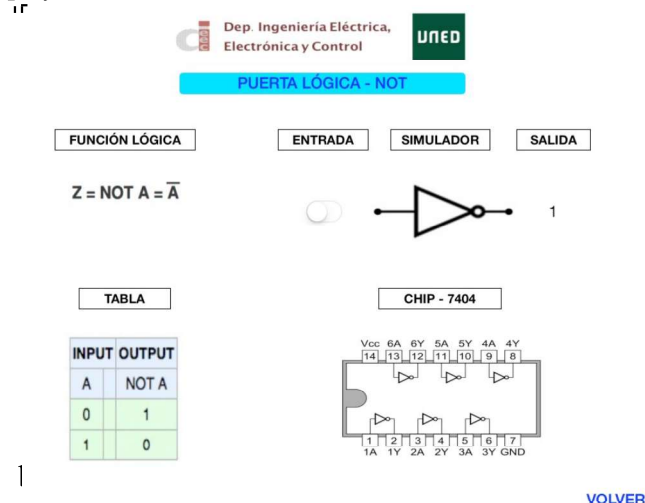 Dep. Ingeniería Eléctrica,
Electrónica y Control
UNED
PUERTA LÓGICA - NOT
FUNCIÓN LÓGICA
ENTRADA SIMULADOR SALIDA
Z = NOT A = A̅
1
TABLA
CHIP - 7404
INPUT OUTPUT
A NOT A
0 1
1 0
Vcc 6A 6Y 5A 5Y 4A 4Y
14 13 12 11 10 9 8
1 2 3 4 5 6 7
1A 1Y 2A 2Y 3A 3Y GND
VOLVER